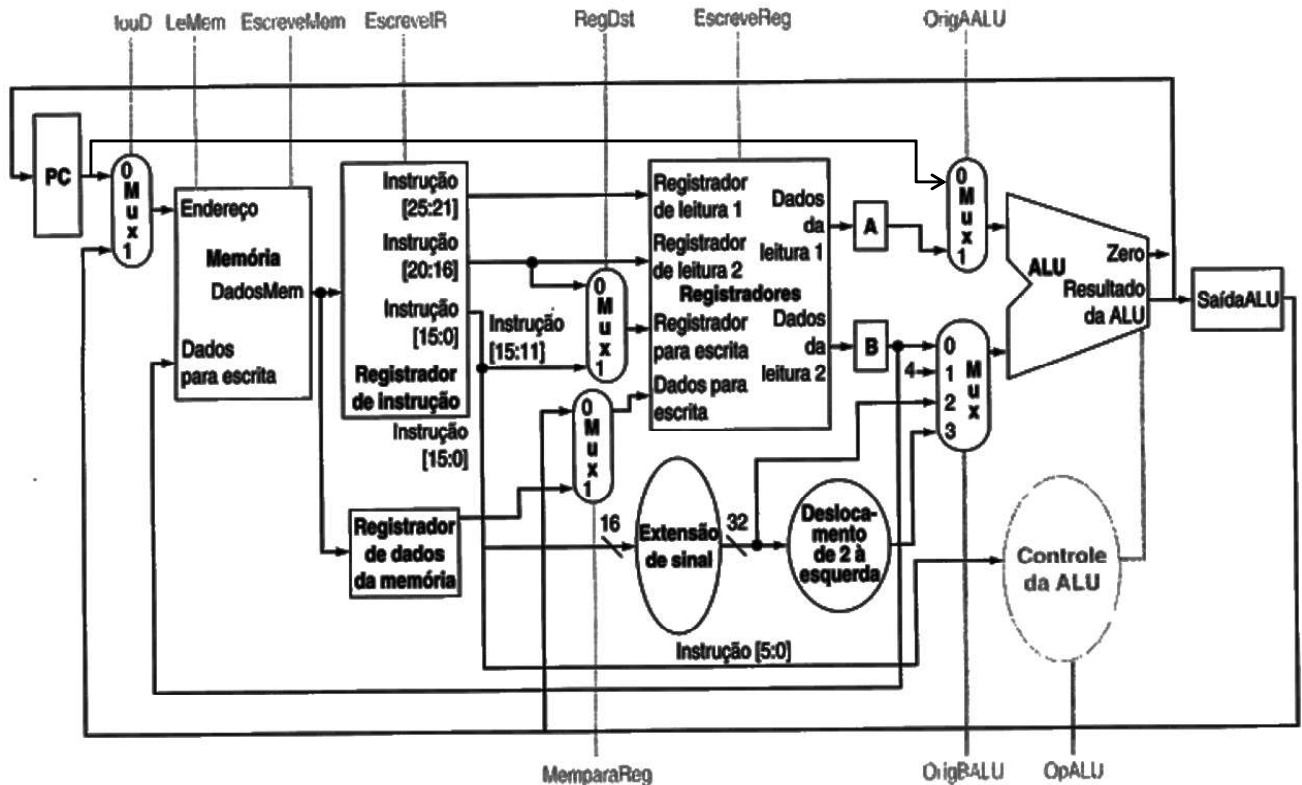 IouD
LeMem
EscreveMem
EscreveIR
RegDst
EscreveReg
OrigAALU
PC
0
M
u
x
1
Endereço
Memória
DadosMem
Dados
para escrita
Instrução
[25:21]
Instrução
[20:16]
Instrução
[15:0]
Registrador
de instrução
Instrução
[15:0]
Instrução
[15:11]
Registrador
de dados
da memória
0
M
u
x
1
0
M
u
x
1
Registrador
de leitura 1
Registrador
de leitura 2
Registradores
Registrador
para escrita
Dados para
escrita
Dados
da
leitura 1
Dados
da
leitura 2
A
B
4
0
M
u
x
1
0
1
2
3
M
u
x
ALU
Zero
Resultado
da ALU
SaídaALU
16
Extensão
de sinal
32
Desloca-
mento
de 2 à
esquerda
Controle
da ALU
Instrução [5:0]
MemparaReg
OrigBALU
OpALU